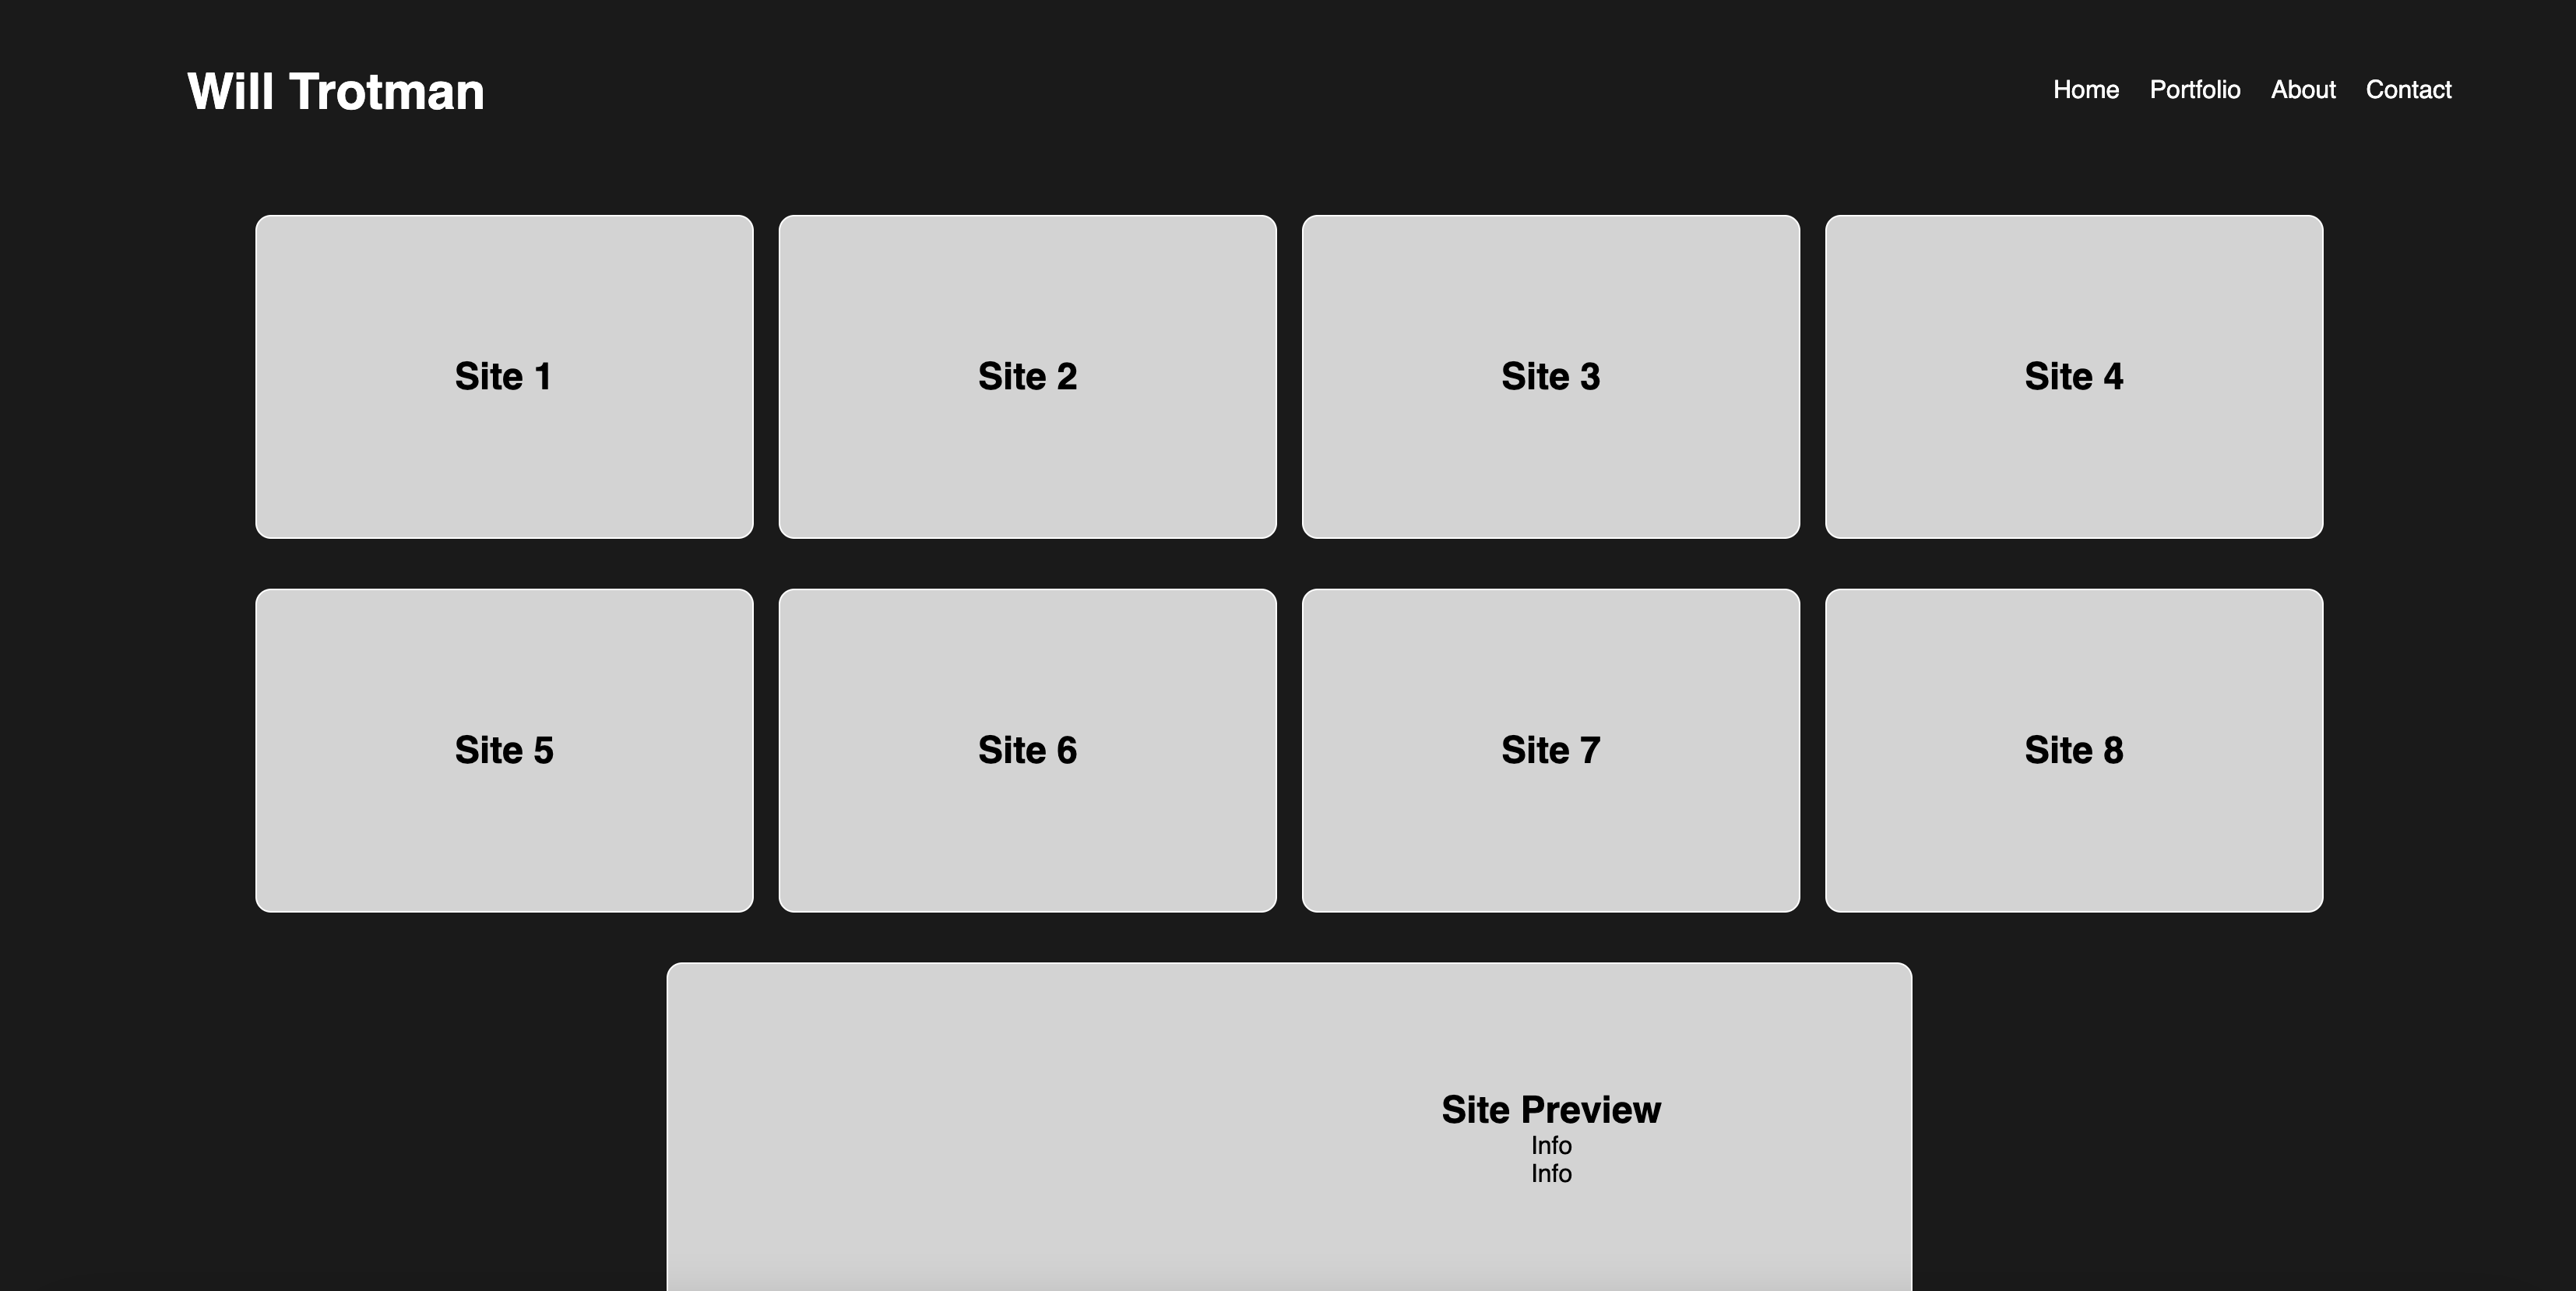 Will Trotman
Home Portfolio About Contact
Site 1
Site 2
Site 3
Site 4
Site 5
Site 6
Site 7
Site 8
Site Preview
Info
Info